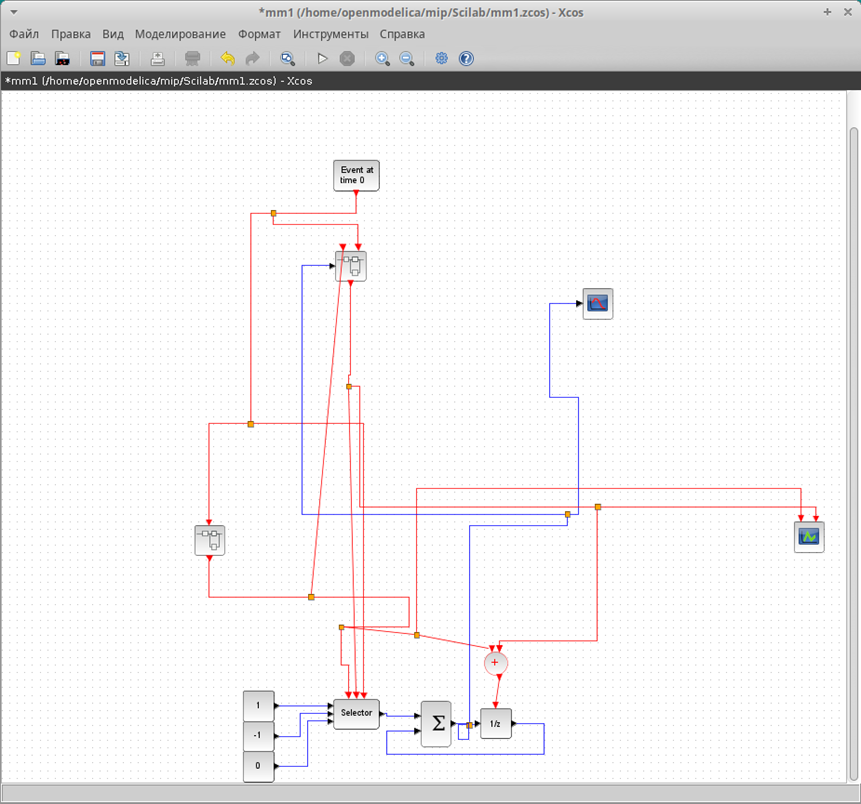 *mm1 (/home/openmodelica/mip/Scilab/mm1.zcos) - Xcos
Файл Правка Вид Моделирование Формат Инструменты Справка
*mm1 (/home/openmodelica/mip/Scilab/mm1.zcos) - Xcos
Event at
time 0
+
1
Selector
Σ
1/z
-1
0